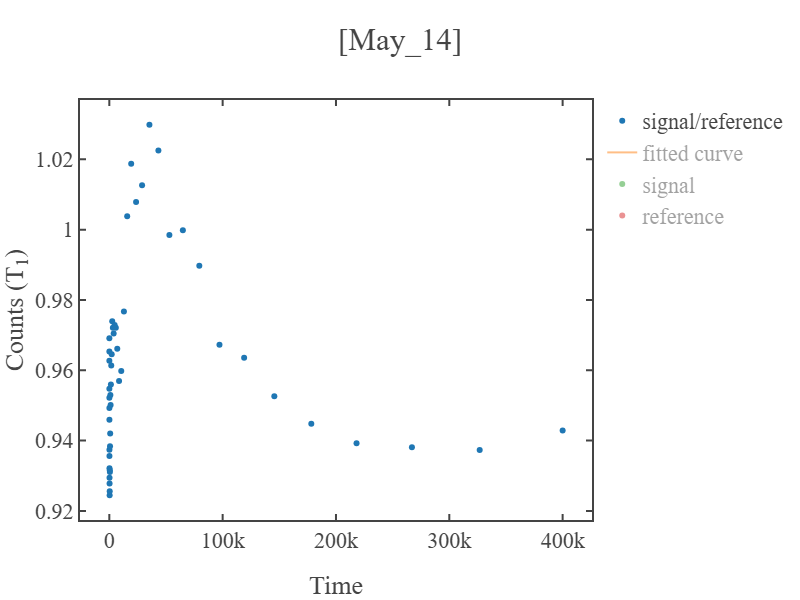 [May_14]
signal/reference
fitted curve
signal
reference
Counts (T1)
1.02
1
0.98
0.96
0.94
0.92
0
100k
200k
300k
400k
Time